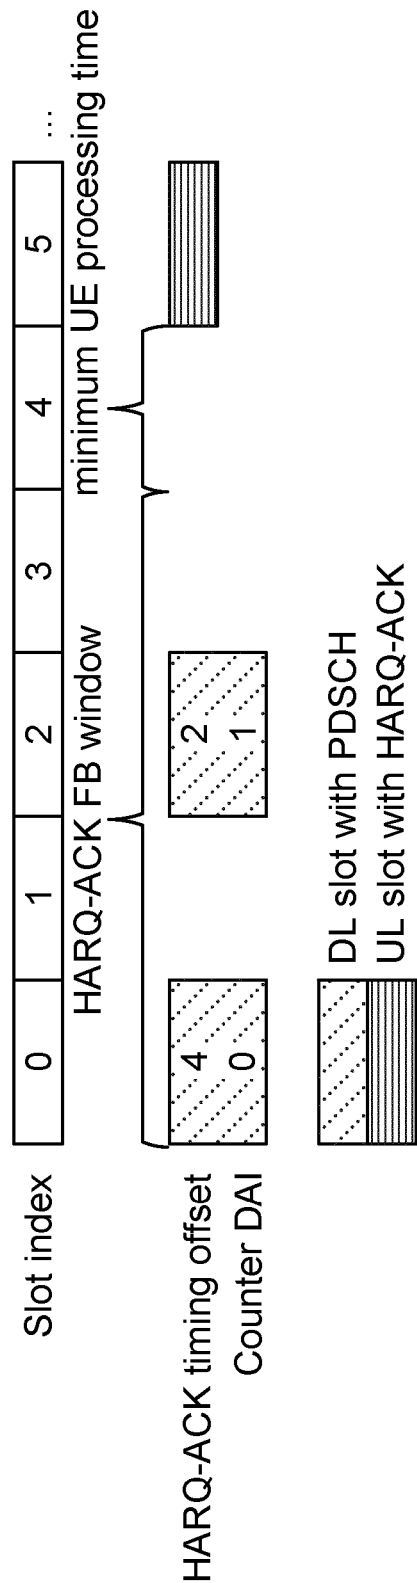 Slot index 0 1 2 3 4 5 ...
HARQ-ACK FB window minimum UE processing time
HARQ-ACK timing offset 4 2
Counter DAI 0 1
DL slot with PDSCH
UL slot with HARQ-ACK